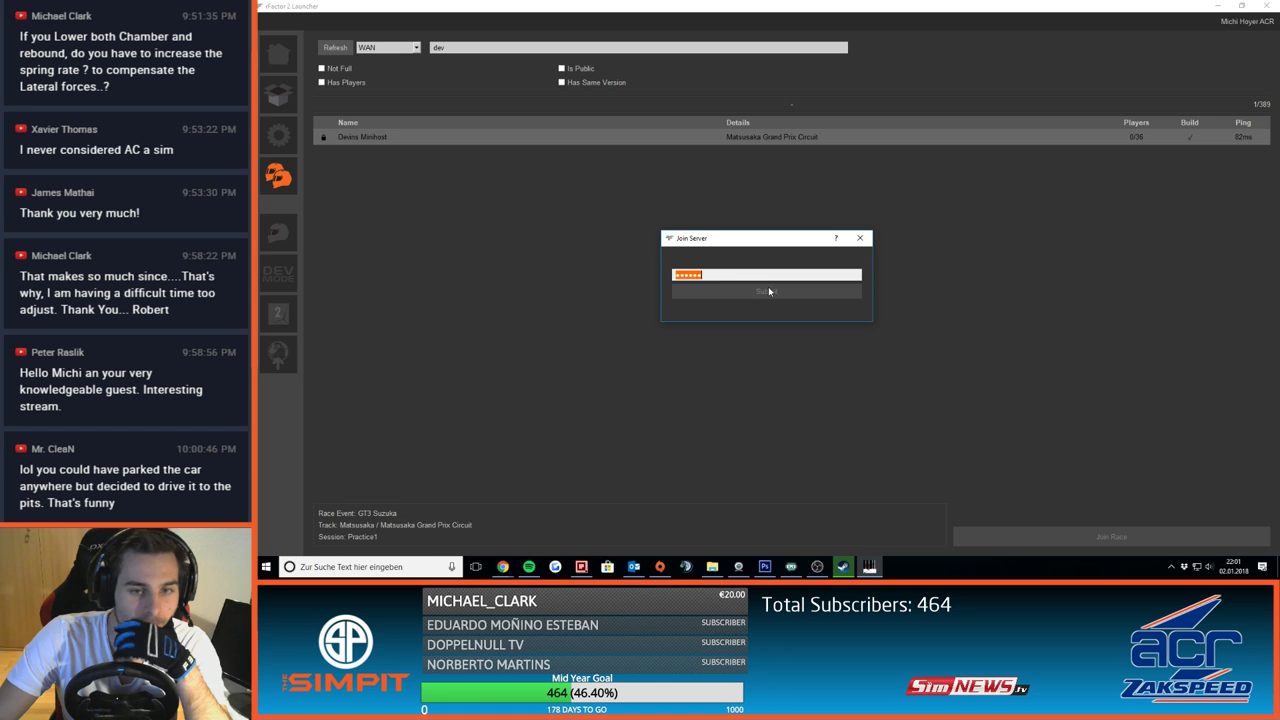 Michael Clark 9:51:35 PM
If you Lower both Chamber and
rebound, do you have to increase the
spring rate ? to compensate the
Lateral forces..?
Xavier Thomas 9:53:22 PM
I never considered AC a sim
James Mathai 9:53:30 PM
Thank you very much!
Michael Clark 9:58:22 PM
That makes so much since....That's
why, I am having a difficult time too
adjust. Thank You... Robert
Peter Raslik 9:58:56 PM
Hello Michi an your very
knowledgeable guest. Interesting
stream.
Mr. CleaN 10:00:46 PM
lol you could have parked the car
anywhere but decided to drive it to the
pits. That's funny
rFactor 2 Launcher
Michi Hoyer ACR
Refresh WAN dev
Not Full Is Public
Has Players Has Same Version
1/389
Name Details Players Build Ping
Devins Minihost Matsusaka Grand Prix Circuit 0/36 ✓ 82ms
Join Server ? ×
DEV
MODE
2
Race Event: GT3 Suzuka
Track: Matsusaka / Matsusaka Grand Prix Circuit
Session: Practice1
Join Race
Zur Suche Text hier eingeben
22:01
02.01.2018
SP
THE SIMPIT
MICHAEL_CLARK €20.00
EDUARDO MOÑINO ESTEBAN SUBSCRIBER
DOPPELNULL TV SUBSCRIBER
NORBERTO MARTINS SUBSCRIBER
Mid Year Goal
464 (46.40%)
0 178 DAYS TO GO 1000
Total Subscribers: 464
SimNEWS.tv
acr
ZAKSPEED